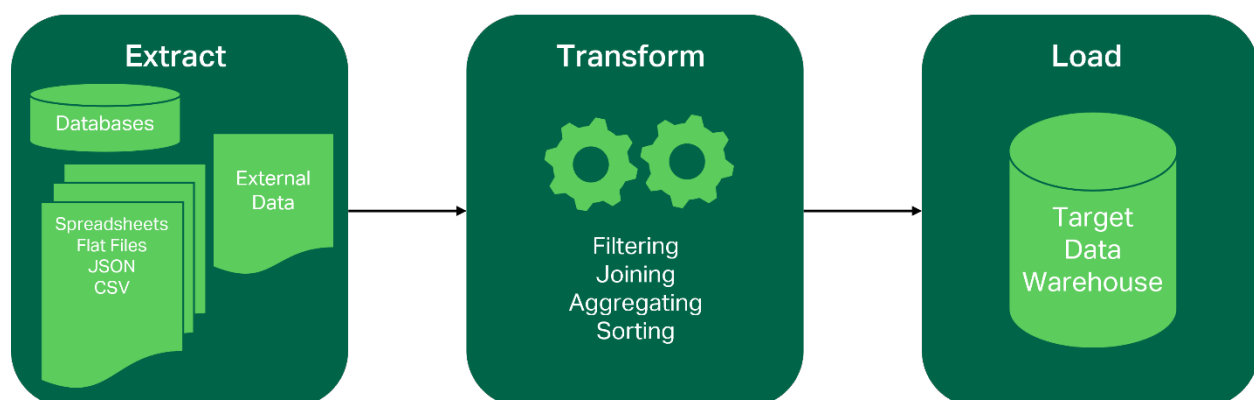 Extract
Databases
External
Data
Spreadsheets
Flat Files
JSON
CSV
Transform
Filtering
Joining
Aggregating
Sorting
Load
Target
Data
Warehouse